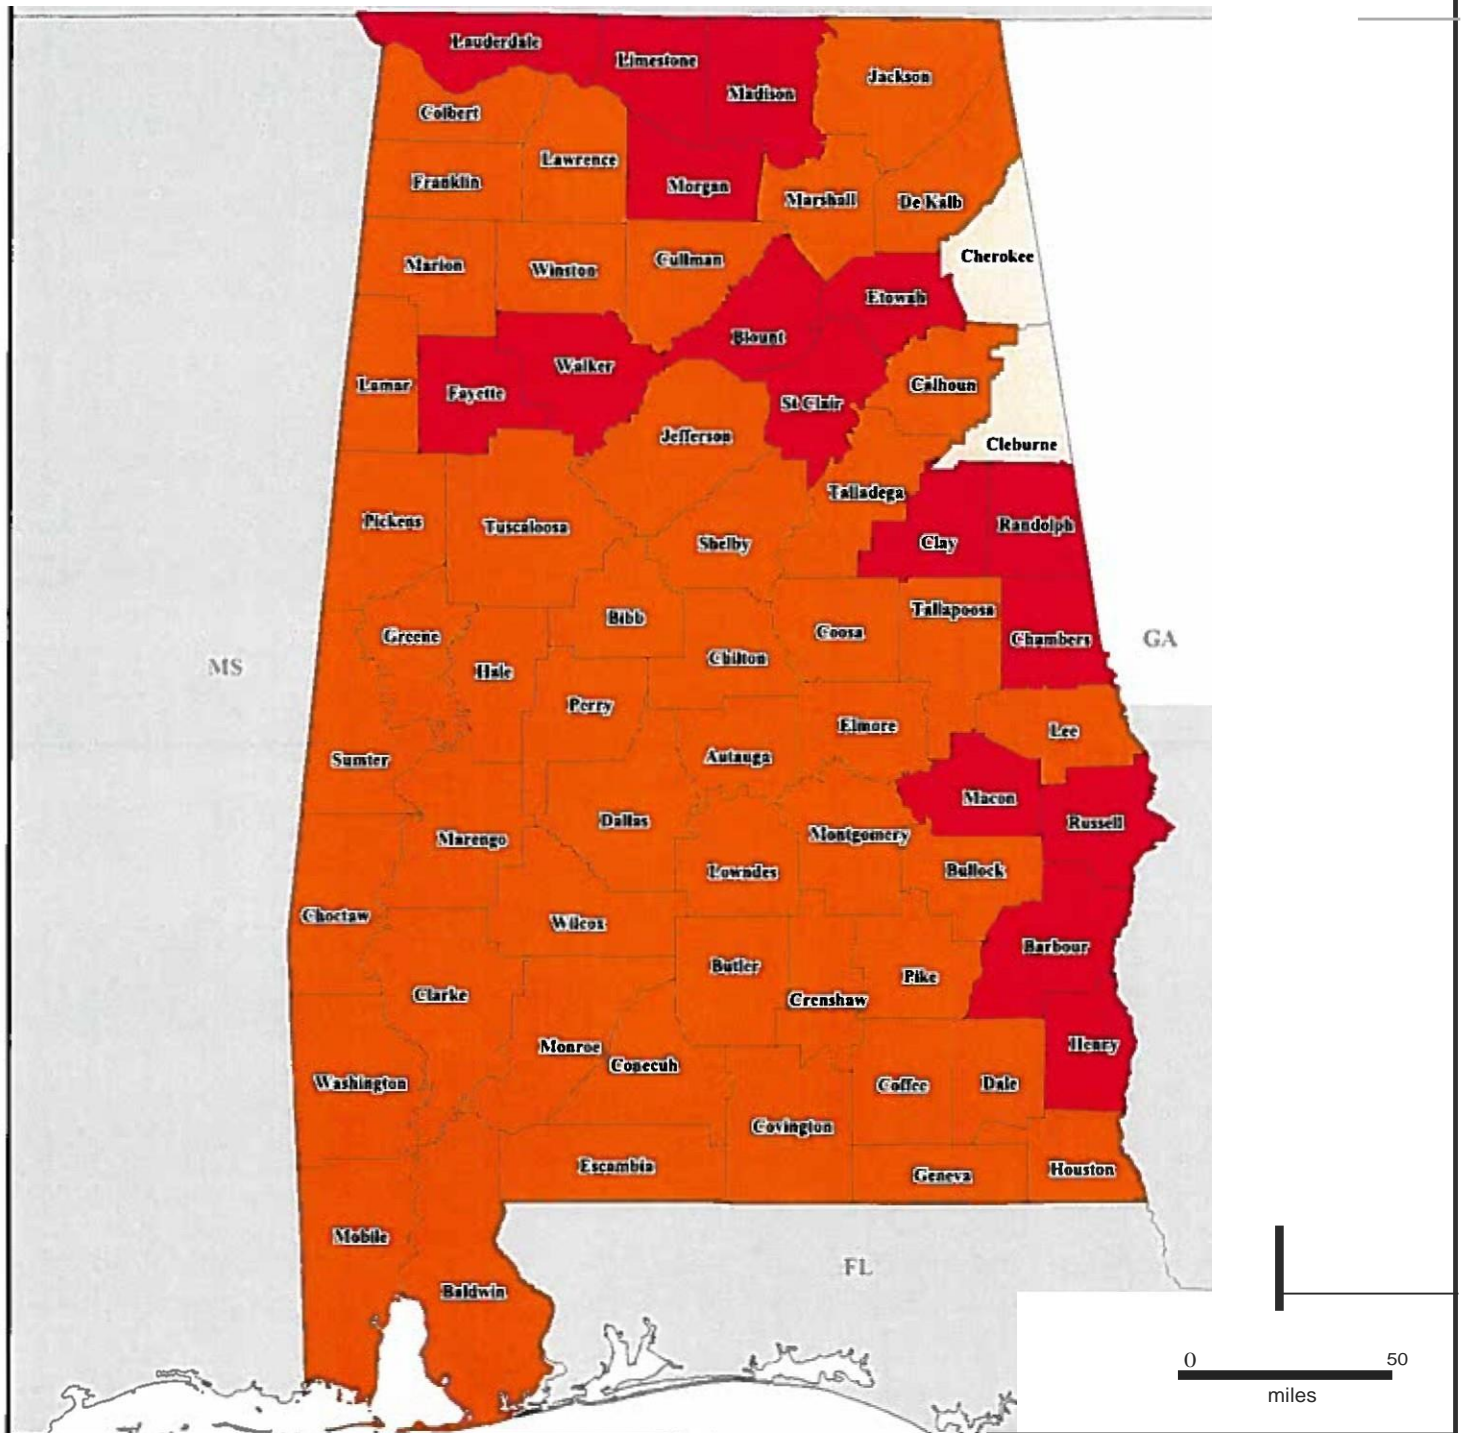 Lauderdale
Limestone
Madison
Jackson
Colbert
Lawrence
Franklin
Morgan
Marshall
De Kalb
Cherokee
Marion
Winston
Cullman
Etowah
Blount
Walker
Lamar
Fayette
St Clair
Calhoun
Jefferson
Cleburne
Talladega
Pickens
Tuscaloosa
Shelby
Clay
Randolph
Bibb
Tallapoosa
Greene
Coosa
Chambers
GA
MS
Hale
Chilton
Perry
Elmore
Lee
Sumter
Autauga
Macon
Dallas
Russell
Marengo
Montgomery
Lowndes
Bullock
Choctaw
Wilcox
Barbour
Butler
Pike
Clarke
Crenshaw
Monroe
Conecuh
Henry
Washington
Coffee
Dale
Covington
Escambia
Geneva
Houston
Mobile
FL
Baldwin
0 50
miles